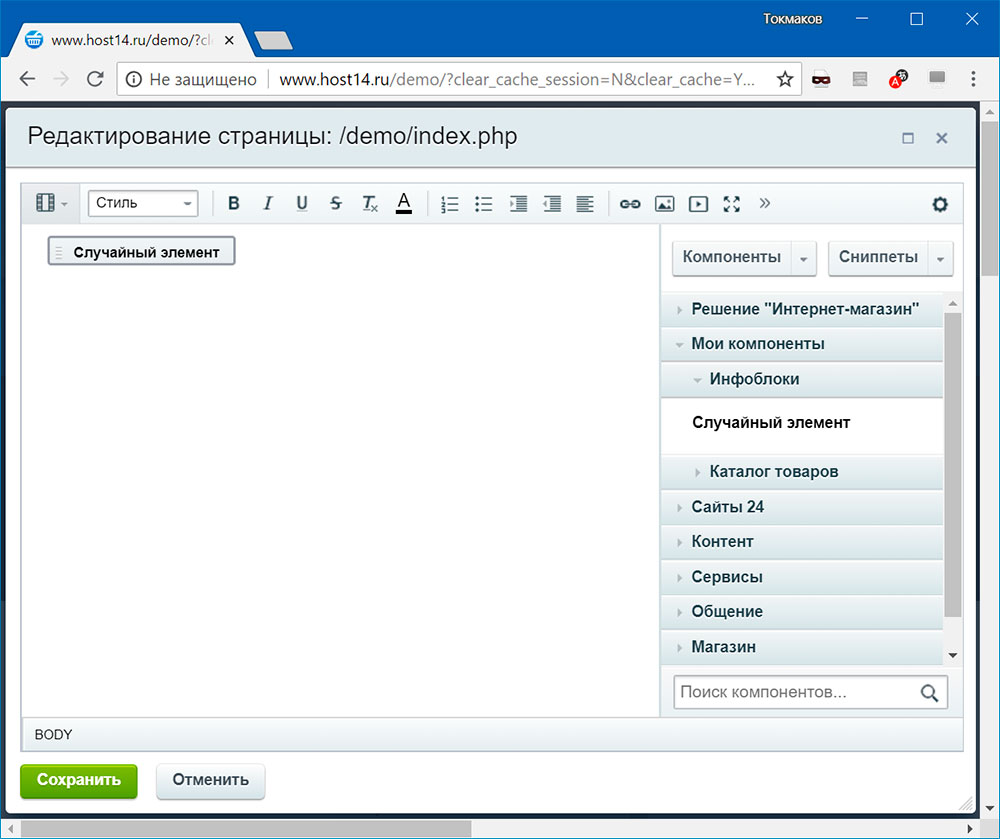 Токмаков
www.host14.ru/demo/?cl
Не защищено www.host14.ru/demo/?clear_cache_session=N&clear_cache=Y...
Редактирование страницы: /demo/index.php
Стиль B I U S Tx A
Случайный элемент
Компоненты Сниппеты
Решение "Интернет-магазин"
Мои компоненты
Инфоблоки
Случайный элемент
Каталог товаров
Сайты 24
Контент
Сервисы
Общение
Магазин
Поиск компонентов...
BODY
Сохранить Отменить